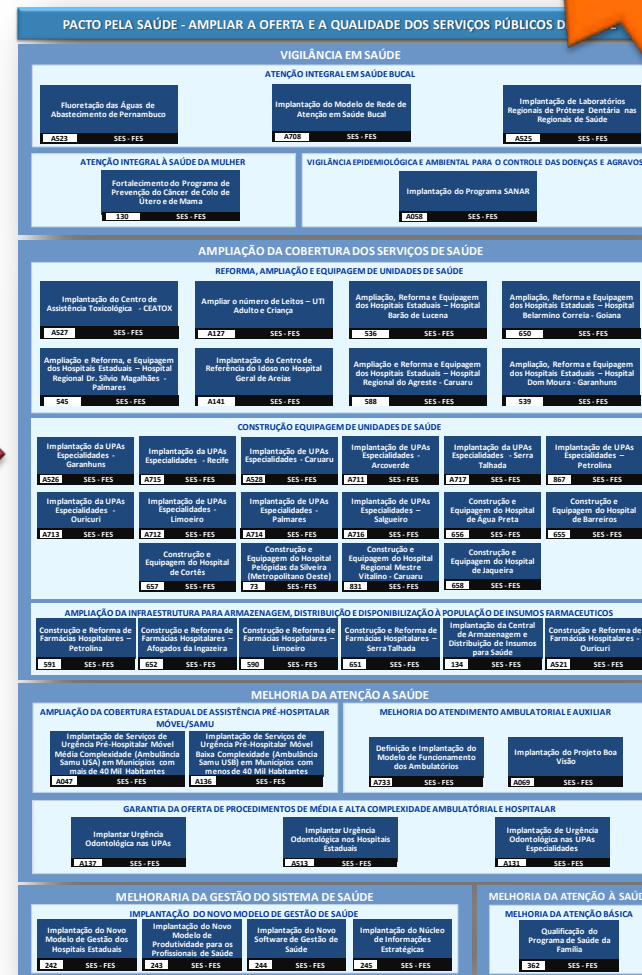 PACTO PELA SAÚDE - AMPLIAR A OFERTA E A QUALIDADE DOS SERVIÇOS PÚBLICOS
VIGILÂNCIA EM SAÚDE
ATENÇÃO INTEGRAL EM SAÚDE BUCAL
Fluoretação das Águas de
Abastecimento de Pernambuco
A523 SES - FES
Implantação do Modelo de Rede de
Atenção em Saúde Bucal
A708 SES - FES
Implantação de Laboratórios
Regionais de Prótese Dentária nas
Regionais de Saúde
A525 SES - FES
ATENÇÃO INTEGRAL À SAÚDE DA MULHER
Fortalecimento do Programa de
Prevenção do Câncer de Colo de
Útero e de Mama
130 SES - FES
VIGILÂNCIA EPIDEMIOLÓGICA E AMBIENTAL PARA O CONTROLE DAS DOENÇAS E AGRAVOS
Implantação do Programa SANAR
A058 SES - FES
AMPLIAÇÃO DA COBERTURA DOS SERVIÇOS DE SAÚDE
REFORMA, AMPLIAÇÃO E EQUIPAGEM DE UNIDADES DE SAÚDE
Implantação do Centro de
Assistência Toxicológica - CEATOX
A527 SES - FES
Ampliar o número de Leitos – UTI
Adulto e Criança
A127 SES - FES
Ampliação, Reforma e Equipagem
dos Hospitais Estaduais – Hospital
Barão de Lucena
536 SES - FES
Ampliação, Reforma e Equipagem
dos Hospitais Estaduais – Hospital
Belarmino Correia - Goiana
650 SES - FES
Ampliação e Reforma, e Equipagem
dos Hospitais Estaduais – Hospital
Regional Dr. Sílvio Magalhães -
Palmares
545 SES - FES
Implantação do Centro de
Referência do Idoso no Hospital
Geral de Areias
A141 SES - FES
Ampliação e Reforma e Equipagem
dos Hospitais Estaduais – Hospital
Regional do Agreste - Caruaru
588 SES - FES
Ampliação, Reforma e Equipagem
dos Hospitais Estaduais – Hospital
Dom Moura - Garanhuns
539 SES - FES
CONSTRUÇÃO EQUIPAGEM DE UNIDADES DE SAÚDE
Implantação da UPAs
Especialidades -
Garanhuns
A526 SES - FES
Implantação da UPAs
Especialidades - Recife
A715 SES - FES
Implantação de UPAs
Especialidades - Caruaru
A528 SES - FES
Implantação de UPAs
Especialidades -
Arcoverde
A711 SES - FES
Implantação da UPAs
Especialidades - Serra
Talhada
A717 SES - FES
Implantação de UPAs
Especialidades –
Petrolina
867 SES - FES
Implantação da UPAs
Especialidades -
Ouricuri
A713 SES - FES
Implantação de UPAs
Especialidades -
Limoeiro
A712 SES - FES
Implantação de UPAs
Especialidades -
Palmares
A714 SES - FES
Implantação de UPAs
Especialidades –
Salgueiro
A716 SES - FES
Construção e
Equipagem do Hospital
de Água Preta
656 SES - FES
Construção e
Equipagem do Hospital
de Barreiros
655 SES - FES
Construção e
Equipagem do Hospital
de Cortês
657 SES - FES
Construção e
Equipagem do Hospital
Pelópidas da Silveira
(Metropolitano Oeste)
73 SES - FES
Construção e
Equipagem do Hospital
Regional Mestre
Vitalino - Caruaru
831 SES - FES
Construção e
Equipagem do Hospital
de Jaqueira
658 SES - FES
AMPLIAÇÃO DA INFRAESTRUTURA PARA ARMAZENAGEM, DISTRIBUIÇÃO E DISPONIBILIZAÇÃO À POPULAÇÃO DE INSUMOS FARMACEUTICOS
Construção e Reforma de
Farmácias Hospitalares –
Petrolina
591 SES - FES
Construção e Reforma de
Farmácias Hospitalares –
Afogados da Ingazeira
652 SES - FES
Construção e Reforma de
Farmácias Hospitalares –
Limoeiro
590 SES - FES
Construção e Reforma de
Farmácias Hospitalares –
Serra Talhada
651 SES - FES
Implantação da Central
de Armazenagem e
Distribuição de Insumos
para Saúde
134 SES - FES
Construção e Reforma de
Farmácias Hospitalares -
Ouricuri
A521 SES - FES
MELHORIA DA ATENÇÃO A SAÚDE
AMPLIAÇÃO DA COBERTURA ESTADUAL DE ASSISTÊNCIA PRÉ-HOSPITALAR
MÓVEL/SAMU
Implantação de Serviços de
Urgência Pré-Hospitalar Móvel
Média Complexidade (Ambulância
Samu USA) em Municípios com
mais de 40 Mil Habitantes
A047 SES - FES
Implantação de Serviços de
Urgência Pré-Hospitalar Móvel
Baixa Complexidade (Ambulância
Samu USB) em Municípios com
menos de 40 Mil Habitantes
A136 SES - FES
MELHORIA DO ATENDIMENTO AMBULATORIAL E AUXILIAR
Definição e Implantação do
Modelo de Funcionamento
dos Ambulatórios
A733 SES - FES
Implantação do Projeto Boa
Visão
A069 SES - FES
GARANTIA DA OFERTA DE PROCEDIMENTOS DE MÉDIA E ALTA COMPLEXIDADE AMBULATÓRIAL E HOSPITALAR
Implantar Urgência
Odontológica nas UPAs
A137 SES - FES
Implantar Urgência
Odontológica nos Hospitais
Estaduais
A513 SES - FES
Implantação de Urgência
Odontológica nas UPAs
Especialidades
A131 SES - FES
MELHORARIA DA GESTÃO DO SISTEMA DE SAÚDE
IMPLANTAÇÃO DO NOVO MODELO DE GESTÃO DE SAÚDE
Implantação do Novo
Modelo de Gestão dos
Hospitais Estaduais
242 SES - FES
Implantação do Novo
Modelo de
Produtividade para os
Profissionais de Saúde
243 SES - FES
Implantação do Novo
Software de Gestão de
Saúde
244 SES - FES
Implantação do Núcleo
de Informações
Estratégicas
245 SES - FES
MELHORIA DA ATENÇÃO À SAÚD
MELHORIA DA ATENÇÃO BÁSICA
Qualificação do
Programa de Saúde da
Família
362 SES - FES